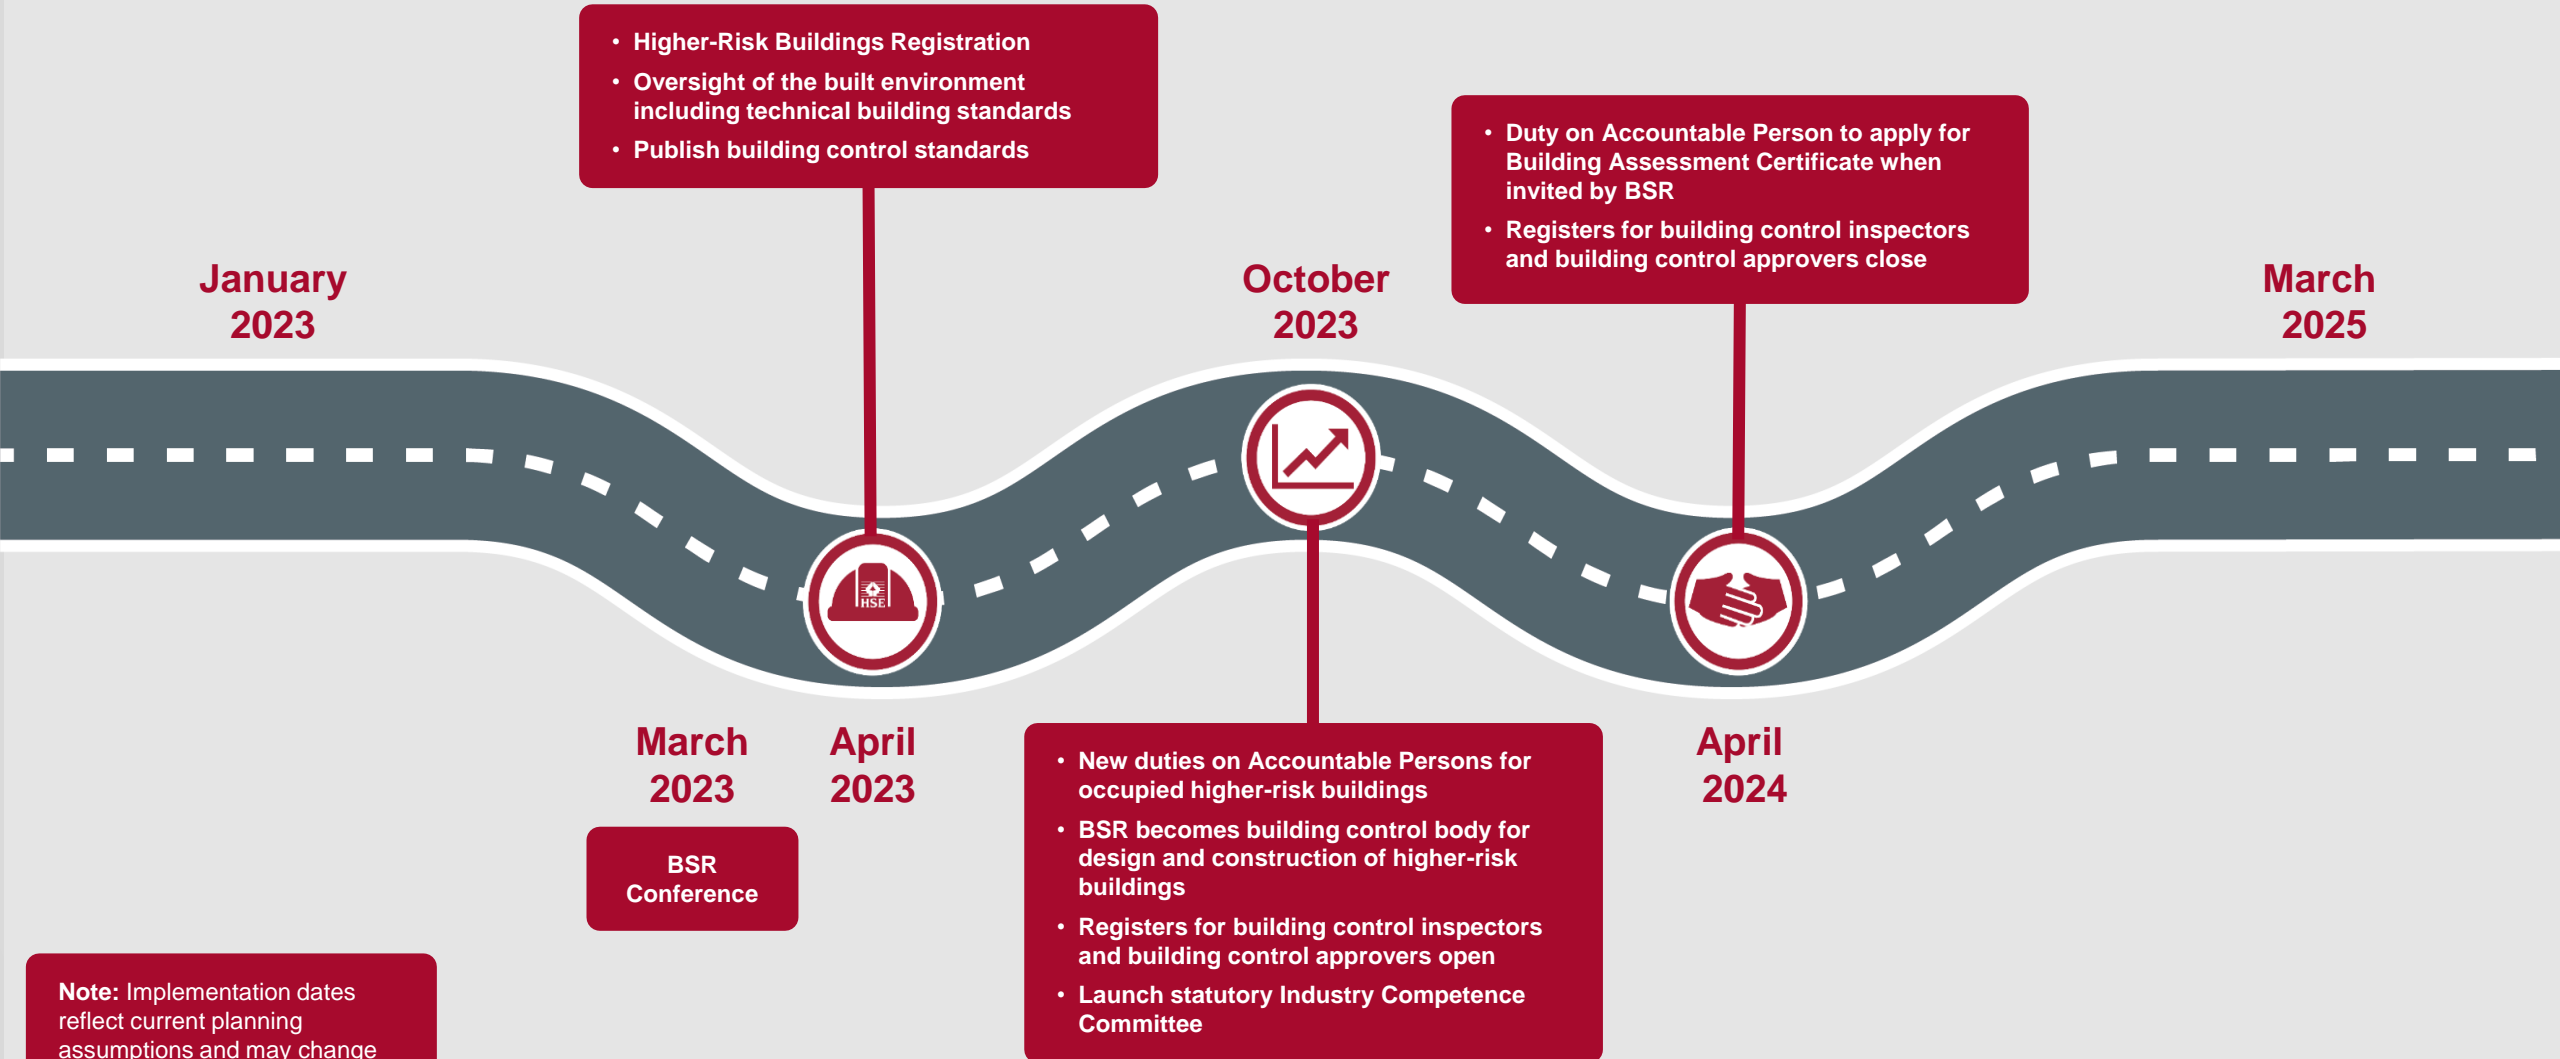 • Higher-Risk Buildings Registration
• Oversight of the built environment
including technical building standards
• Publish building control standards
• Duty on Accountable Person to apply for
Building Assessment Certificate when
invited by BSR
• Registers for building control inspectors
and building control approvers close
January
2023
October
2023
March
2025
HSE
March
2023
April
2023
April
2024
BSR
Conference
• New duties on Accountable Persons for
occupied higher-risk buildings
• BSR becomes building control body for
design and construction of higher-risk
buildings
• Registers for building control inspectors
and building control approvers open
• Launch statutory Industry Competence
Committee
Note: Implementation dates
reflect current planning
assumptions and may change